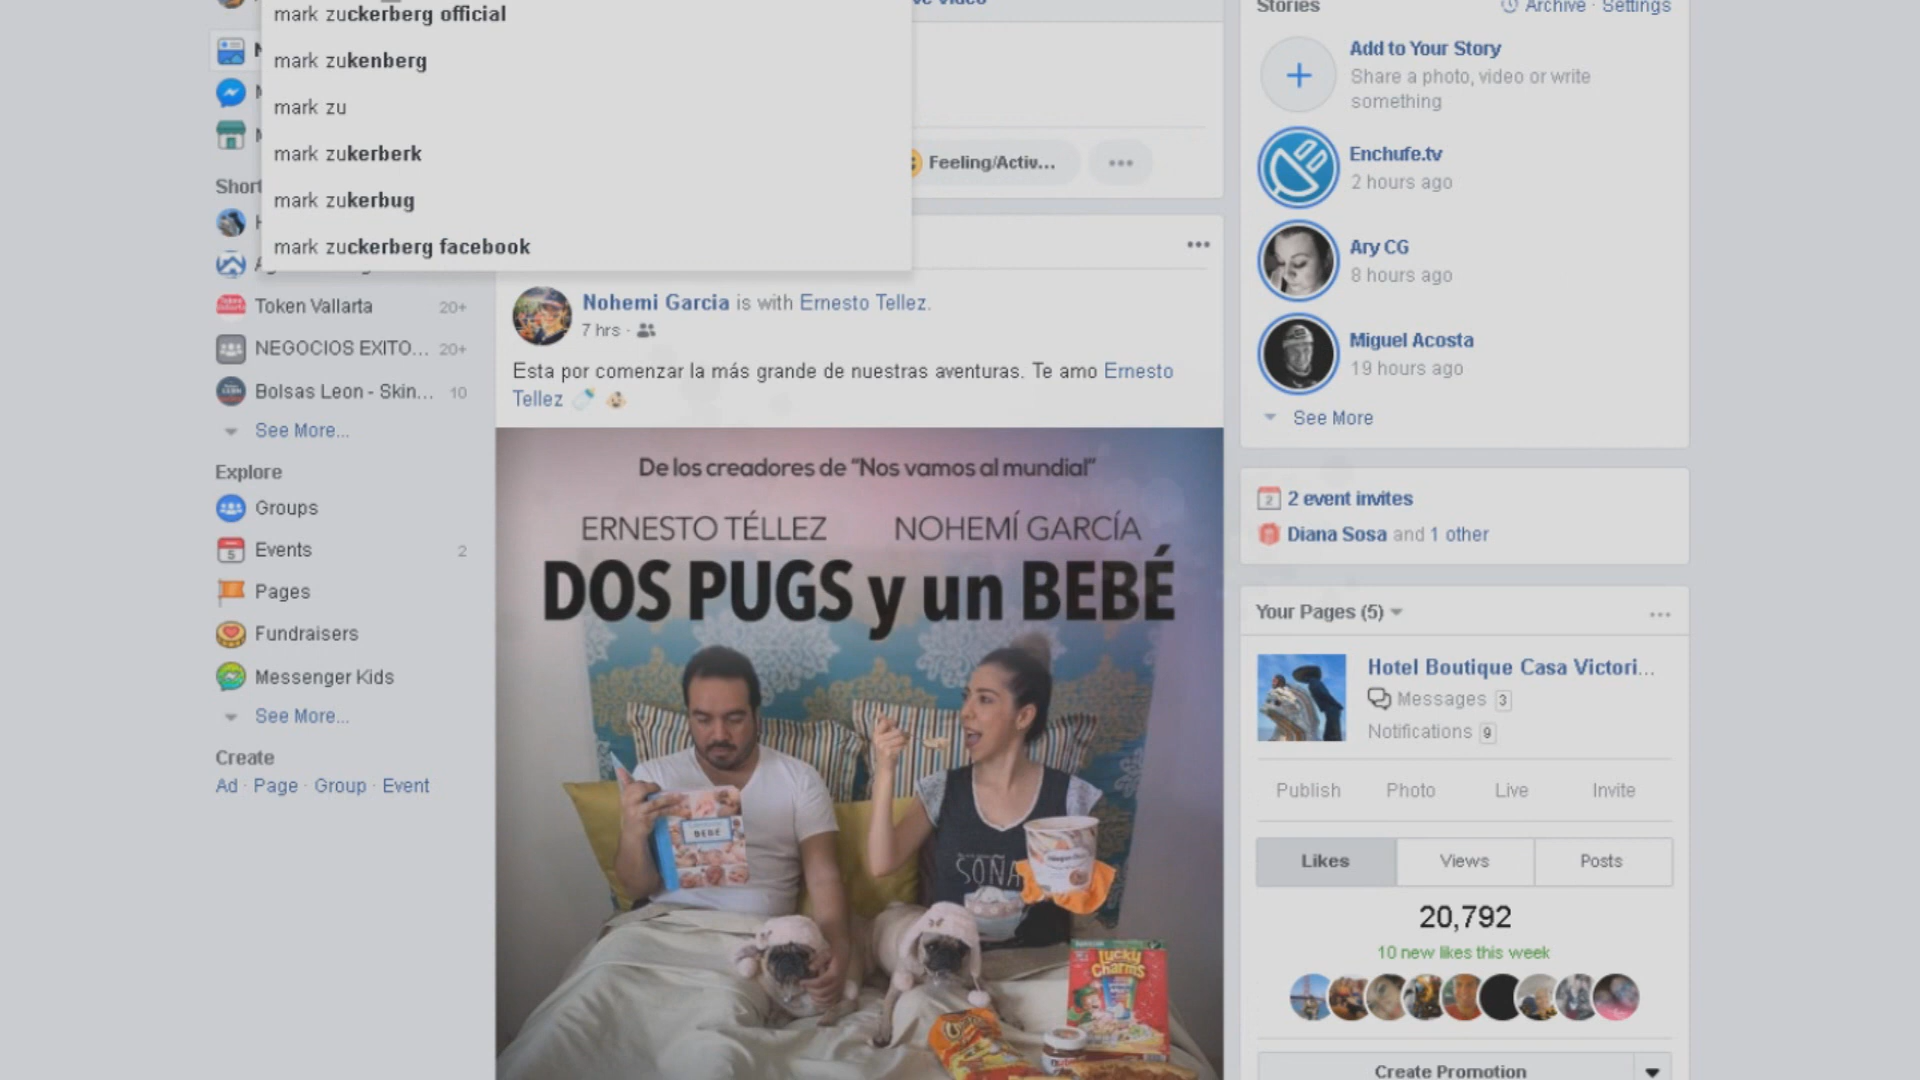 mark zuckerberg official
mark zukenberg
mark zu
mark zukerberk
mark zukerbug
mark zuckerberg facebook
Token Vallarta 20+
NEGOCIOS EXITO... 20+
Bolsas Leon - Skin... 10
See More...
Explore
Groups
Events 2
Pages
Fundraisers
Messenger Kids
See More...
Create
Ad · Page · Group · Event
Feeling/Activ...
Nohemi Garcia is with Ernesto Tellez.
7 hrs ·
Esta por comenzar la más grande de nuestras aventuras. Te amo Ernesto
Tellez
De los creadores de "Nos vamos al mundial"
ERNESTO TÉLLEZ NOHEMÍ GARCÍA
DOS PUGS y un BEBÉ
BEBÉ
SOÑA
Lucky
Charms
Stories
Archive · Settings
Add to Your Story
Share a photo, video or write
something
Enchufe.tv
2 hours ago
Ary CG
8 hours ago
Miguel Acosta
19 hours ago
See More
2 event invites
Diana Sosa and 1 other
Your Pages (5)
Hotel Boutique Casa Victori...
Messages 3
Notifications 9
Publish Photo Live Invite
Likes Views Posts
20,792
10 new likes this week
Create Promotion